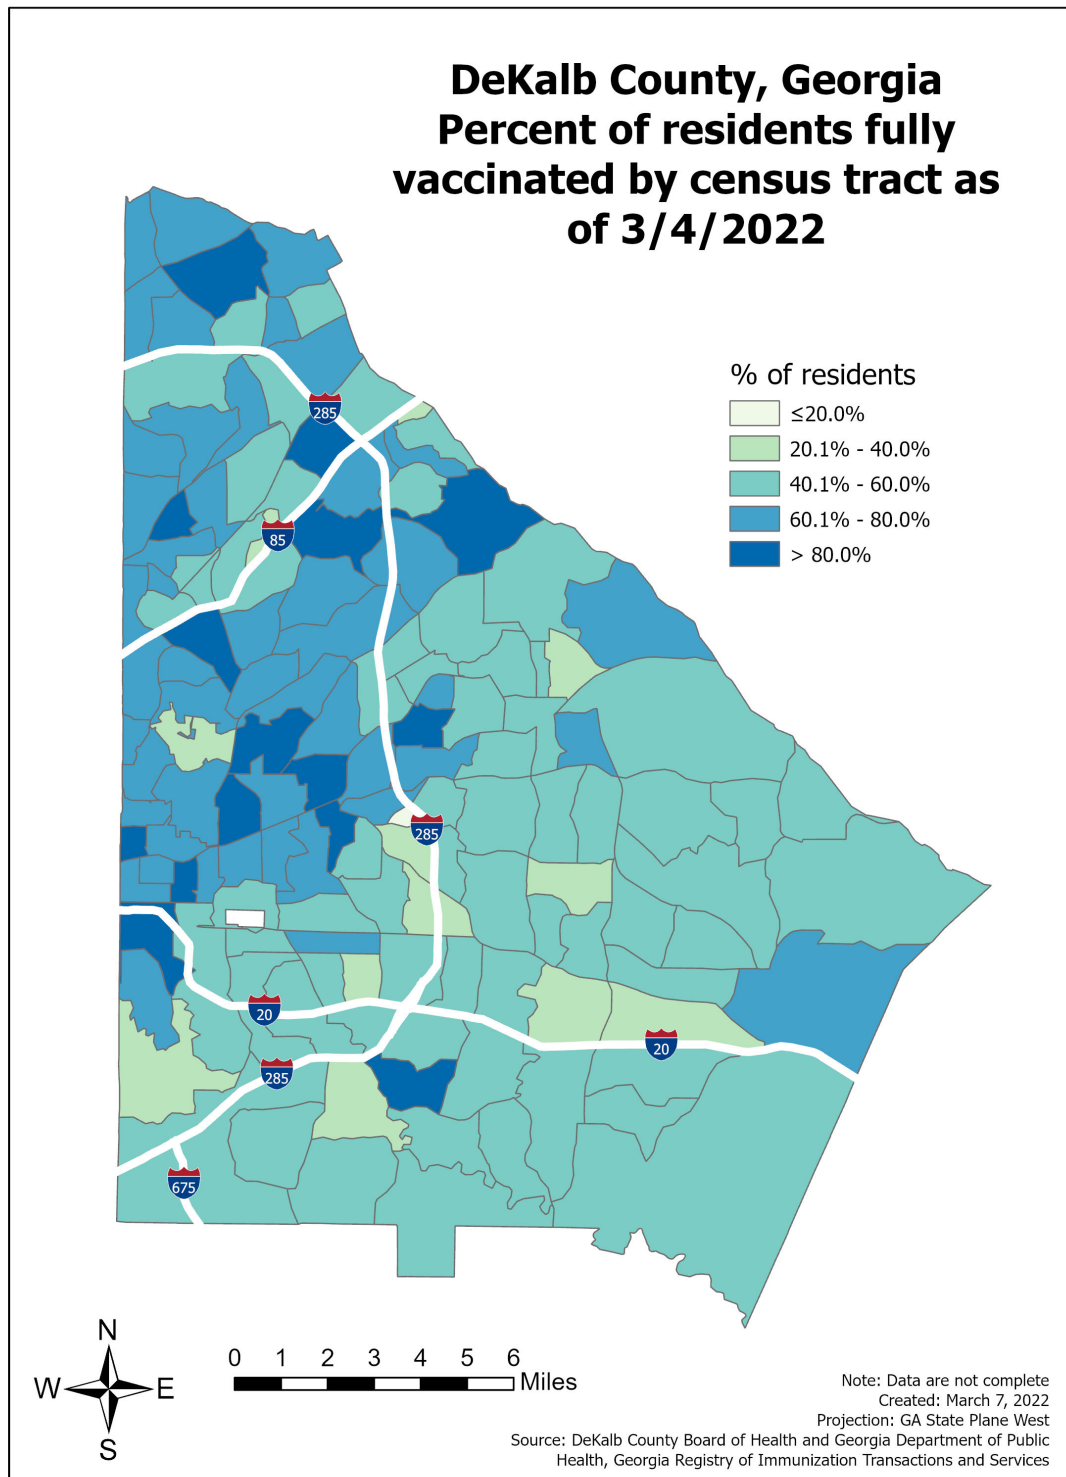 DeKalb County, Georgia
Percent of residents fully
vaccinated by census tract as
of 3/4/2022
% of residents
≤20.0%
20.1% - 40.0%
40.1% - 60.0%
60.1% - 80.0%
> 80.0%
285
85
285
20
20
285
675
N
W E
S
0 1 2 3 4 5 6
Miles
Note: Data are not complete
Created: March 7, 2022
Projection: GA State Plane West
Source: DeKalb County Board of Health and Georgia Department of Public
Health, Georgia Registry of Immunization Transactions and Services